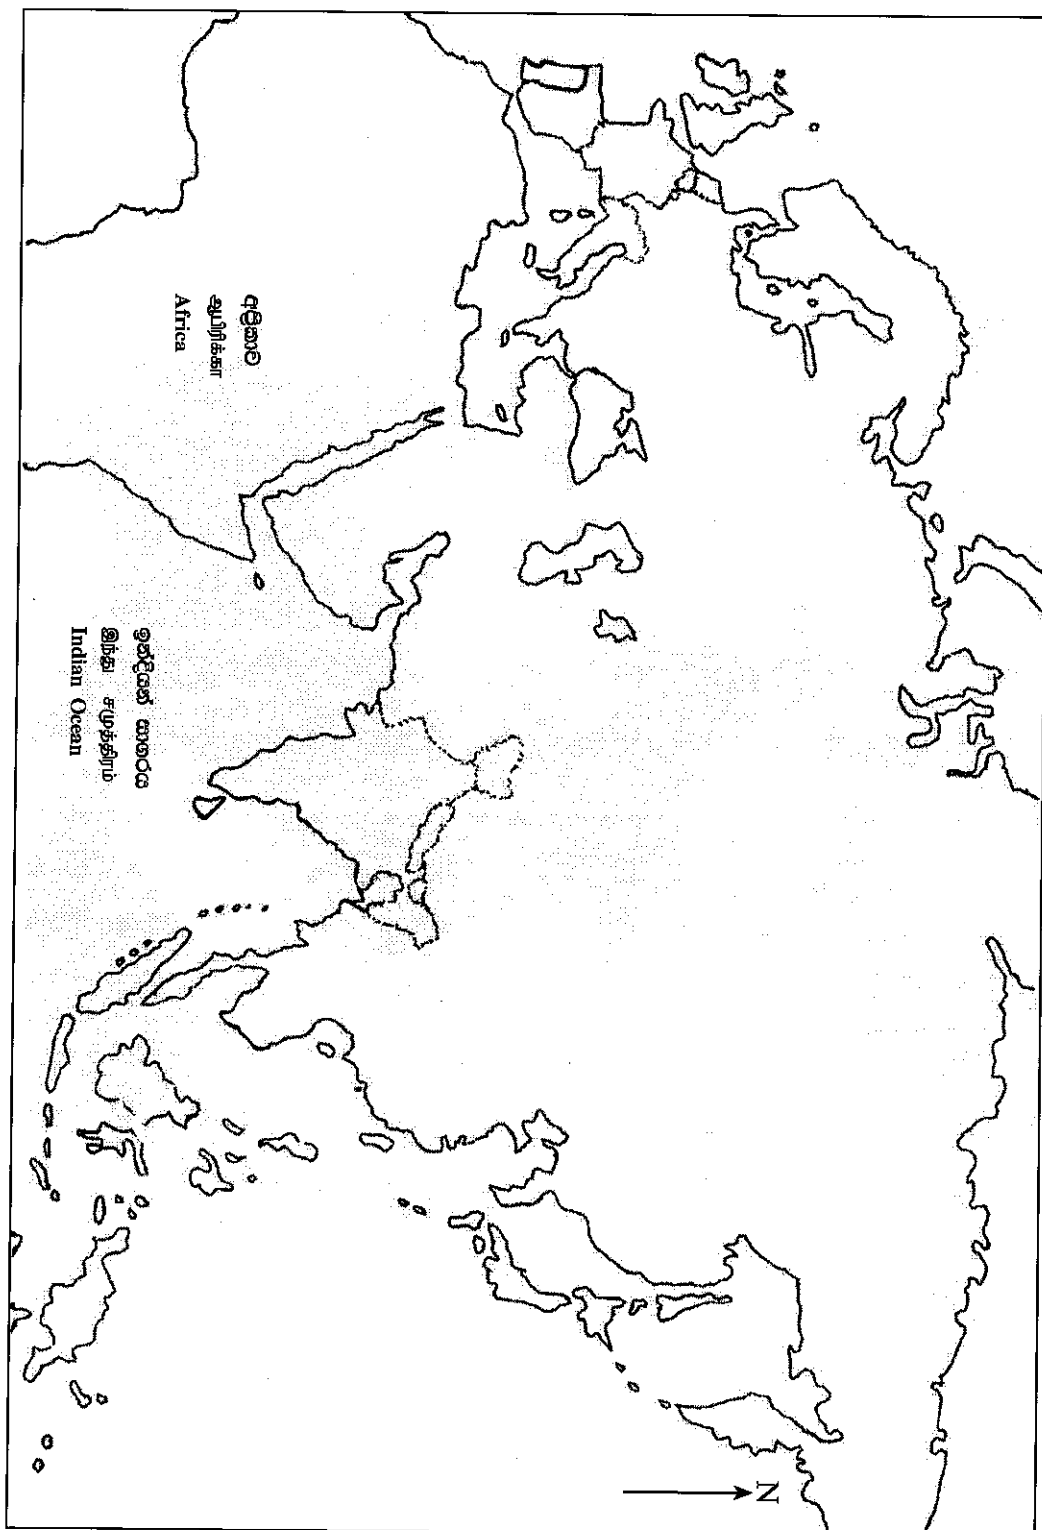 අප්‍රිකාව
ஆபிரிக்கா
Africa
ඉන්දියන් සාගරය
இந்து சமுத்திரம்
Indian Ocean
N